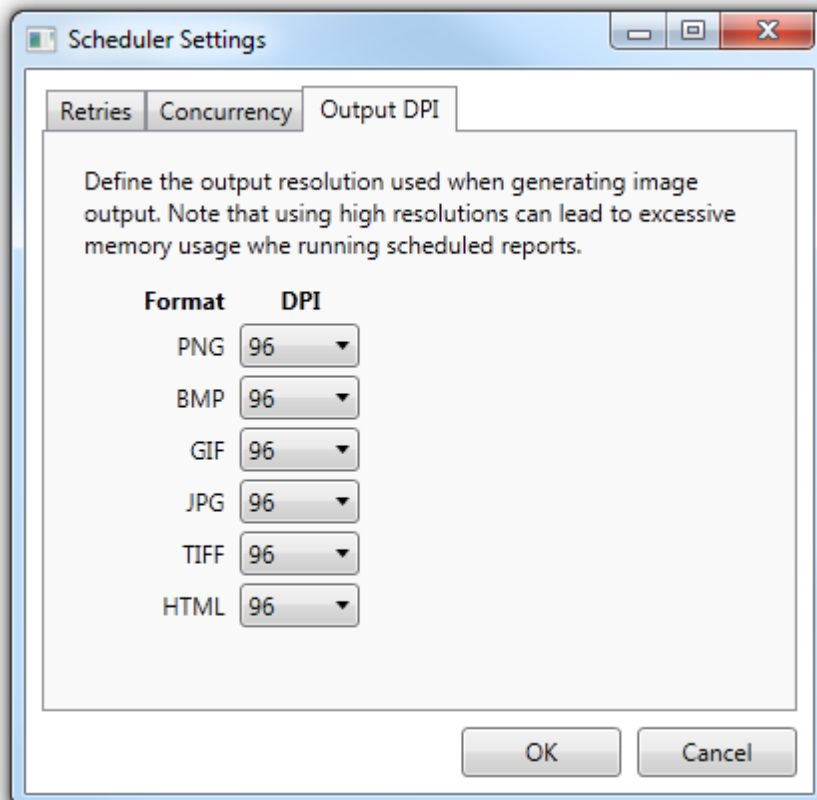 Scheduler Settings
Retries Concurrency Output DPI
Define the output resolution used when generating image
output. Note that using high resolutions can lead to excessive
memory usage whe running scheduled reports.
Format DPI
PNG 96
BMP 96
GIF 96
JPG 96
TIFF 96
HTML 96
OK Cancel